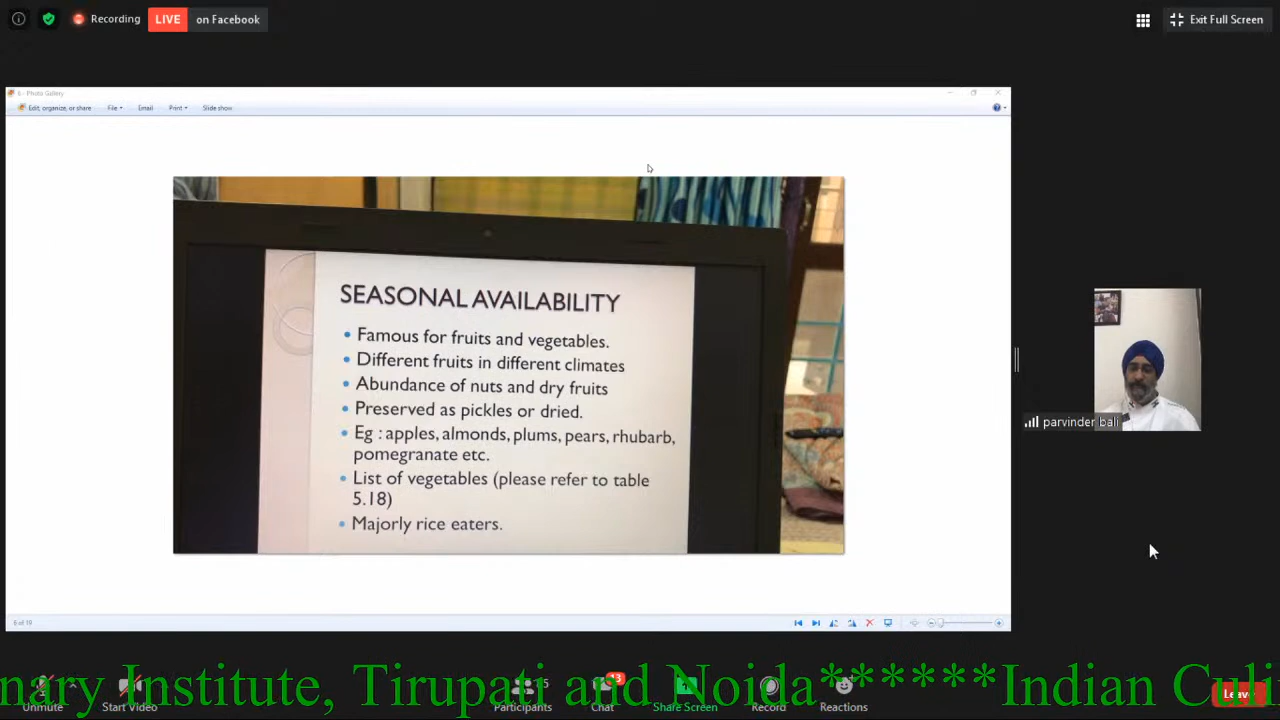 Recording
LIVE on Facebook
Exit Full Screen
6 - Photo Gallery
Edit, organize, or share File Email Print Slide show
SEASONAL AVAILABILITY
• Famous for fruits and vegetables.
• Different fruits in different climates
• Abundance of nuts and dry fruits
• Preserved as pickles or dried.
• Eg : apples, almonds, plums, pears, rhubarb,
pomegranate etc.
• List of vegetables (please refer to table
5.18)
• Majorly rice eaters.
parvinder bali
6 of 19
nary Institute, Tirupati and Noida******Indian Culi
Unmute
Start Video
Participants
Chat
Share Screen
Record
Reactions
Leave